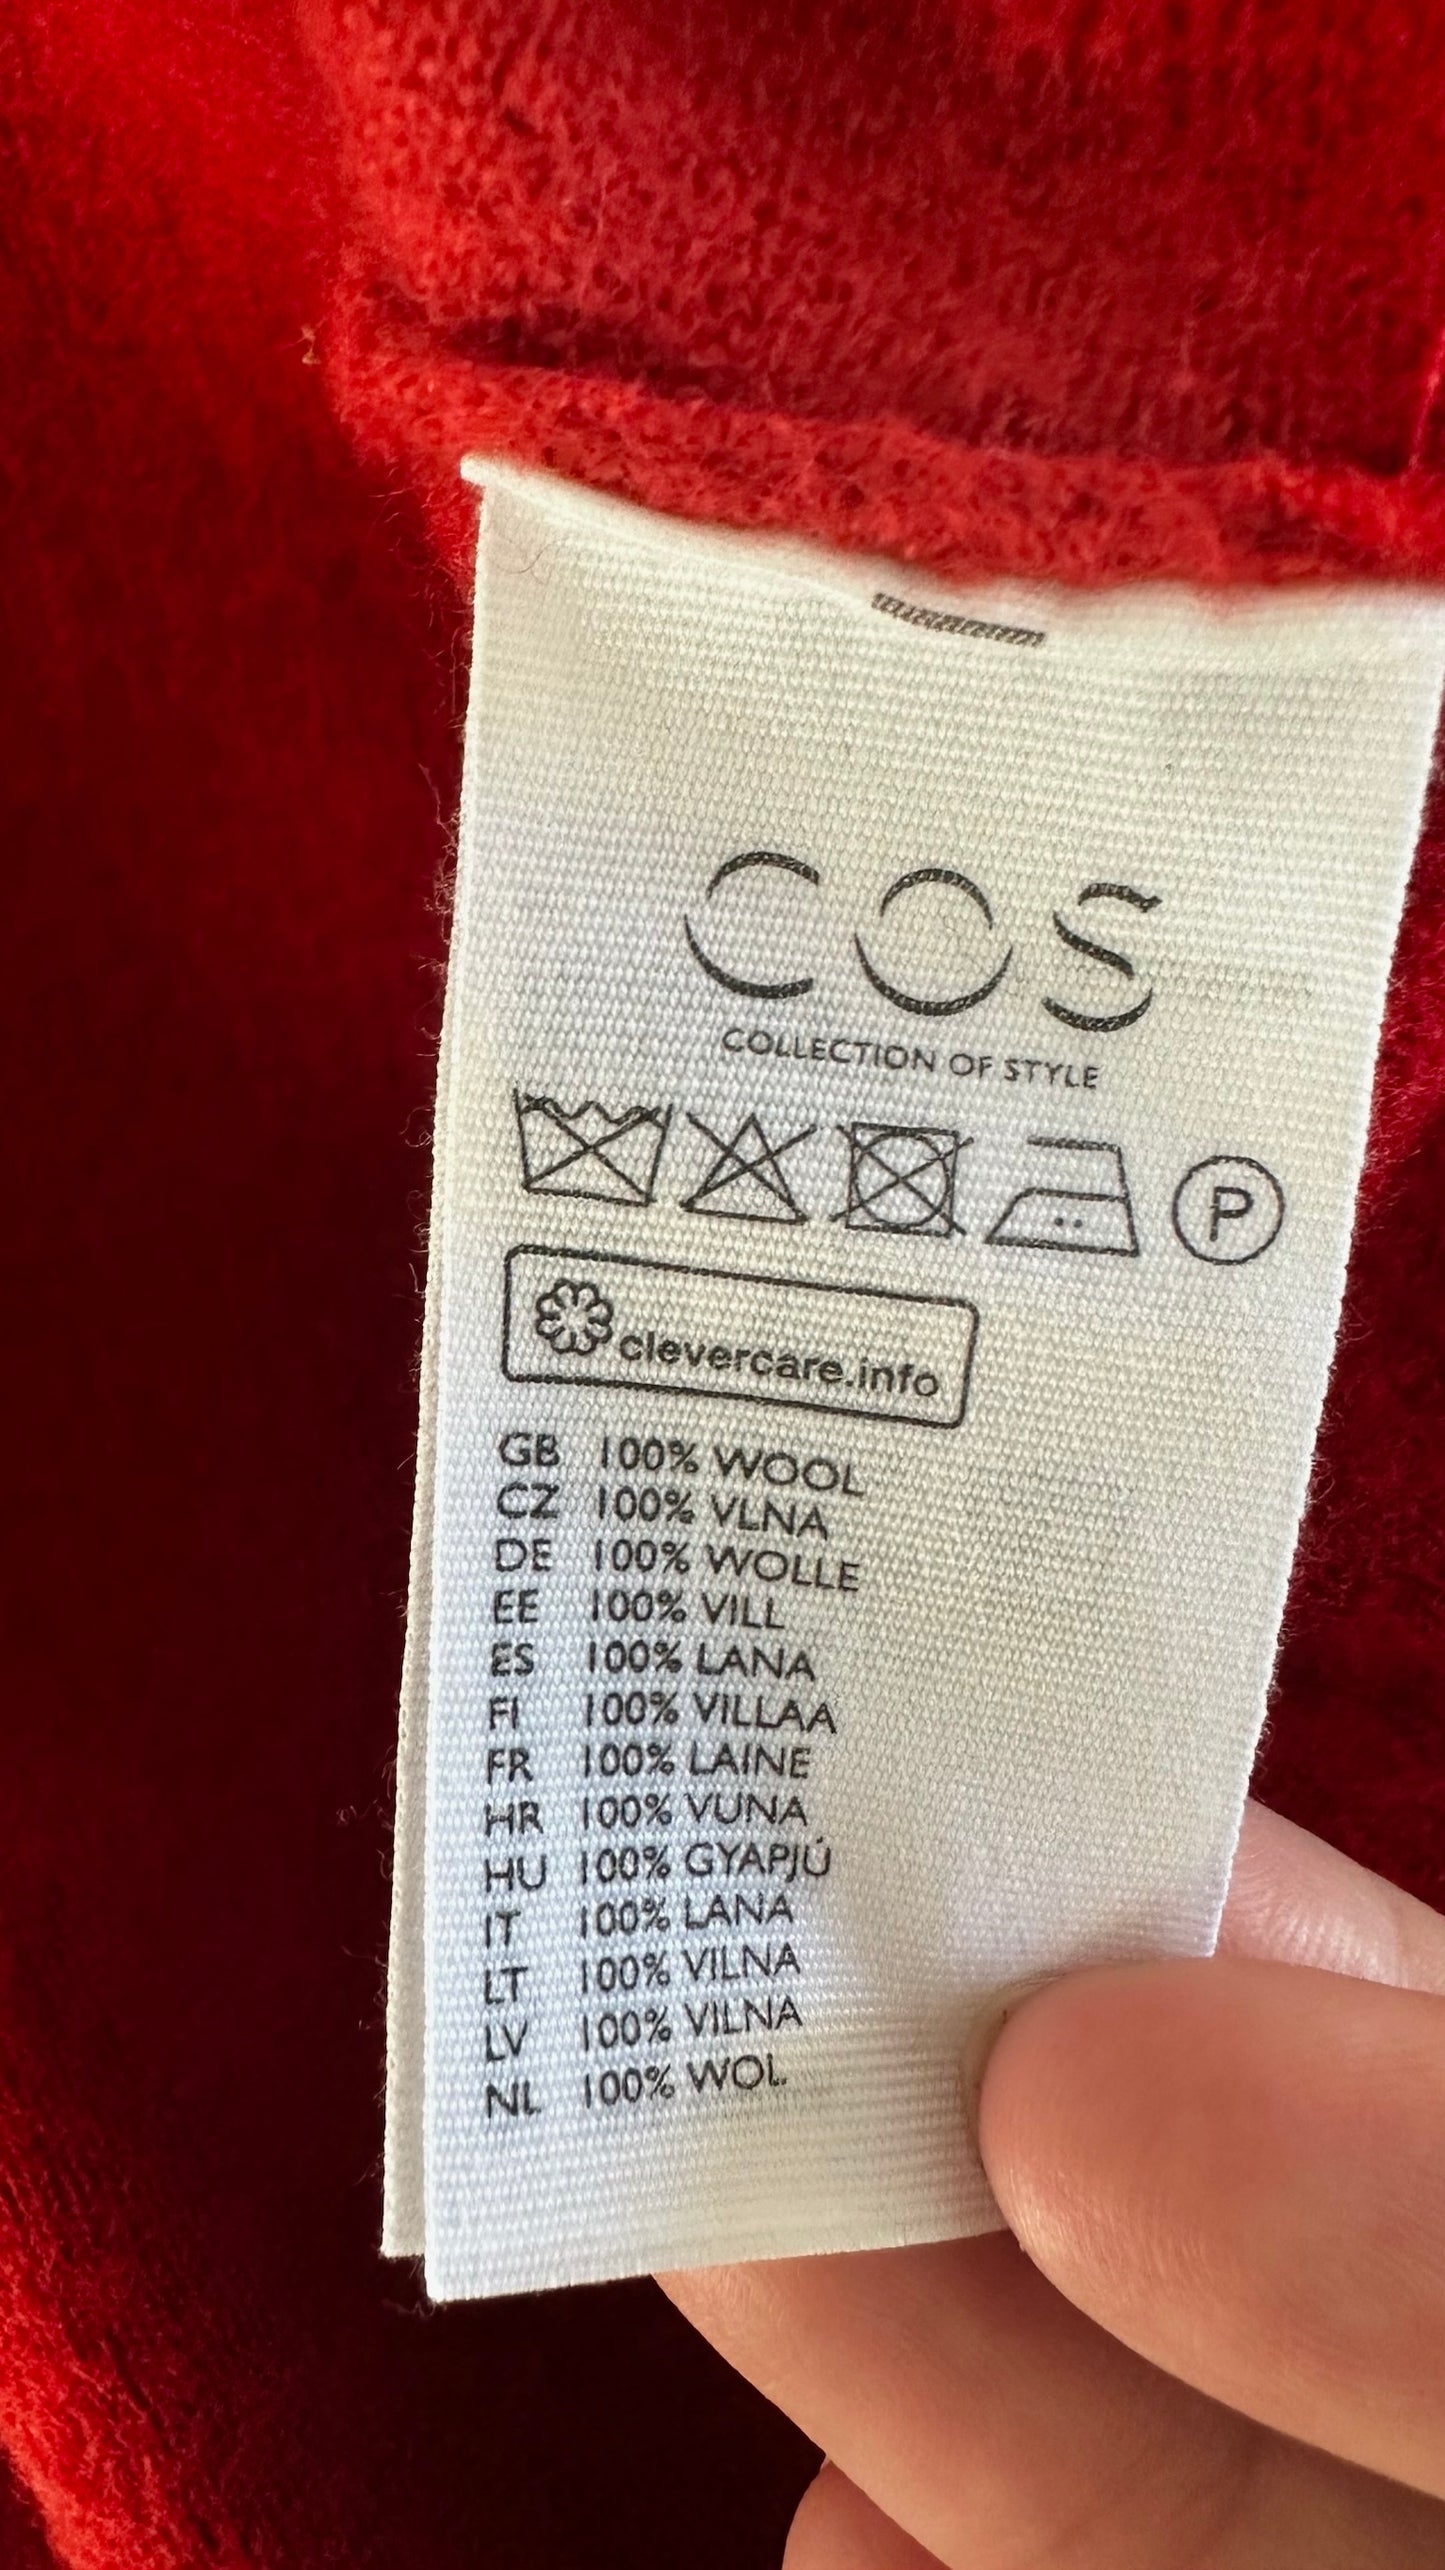 COS
COLLECTION OF STYLE
P
clevercare.info
GB 100% WOOL
CZ 100% VLNA
DE 100% WOLLE
EE 100% VILL
ES 100% LANA
FI 100% VILLAA
FR 100% LAINE
HR 100% VUNA
HU 100% GYAPJÚ
IT 100% LANA
LT 100% VILNA
LV 100% VILNA
NL 100% WOL